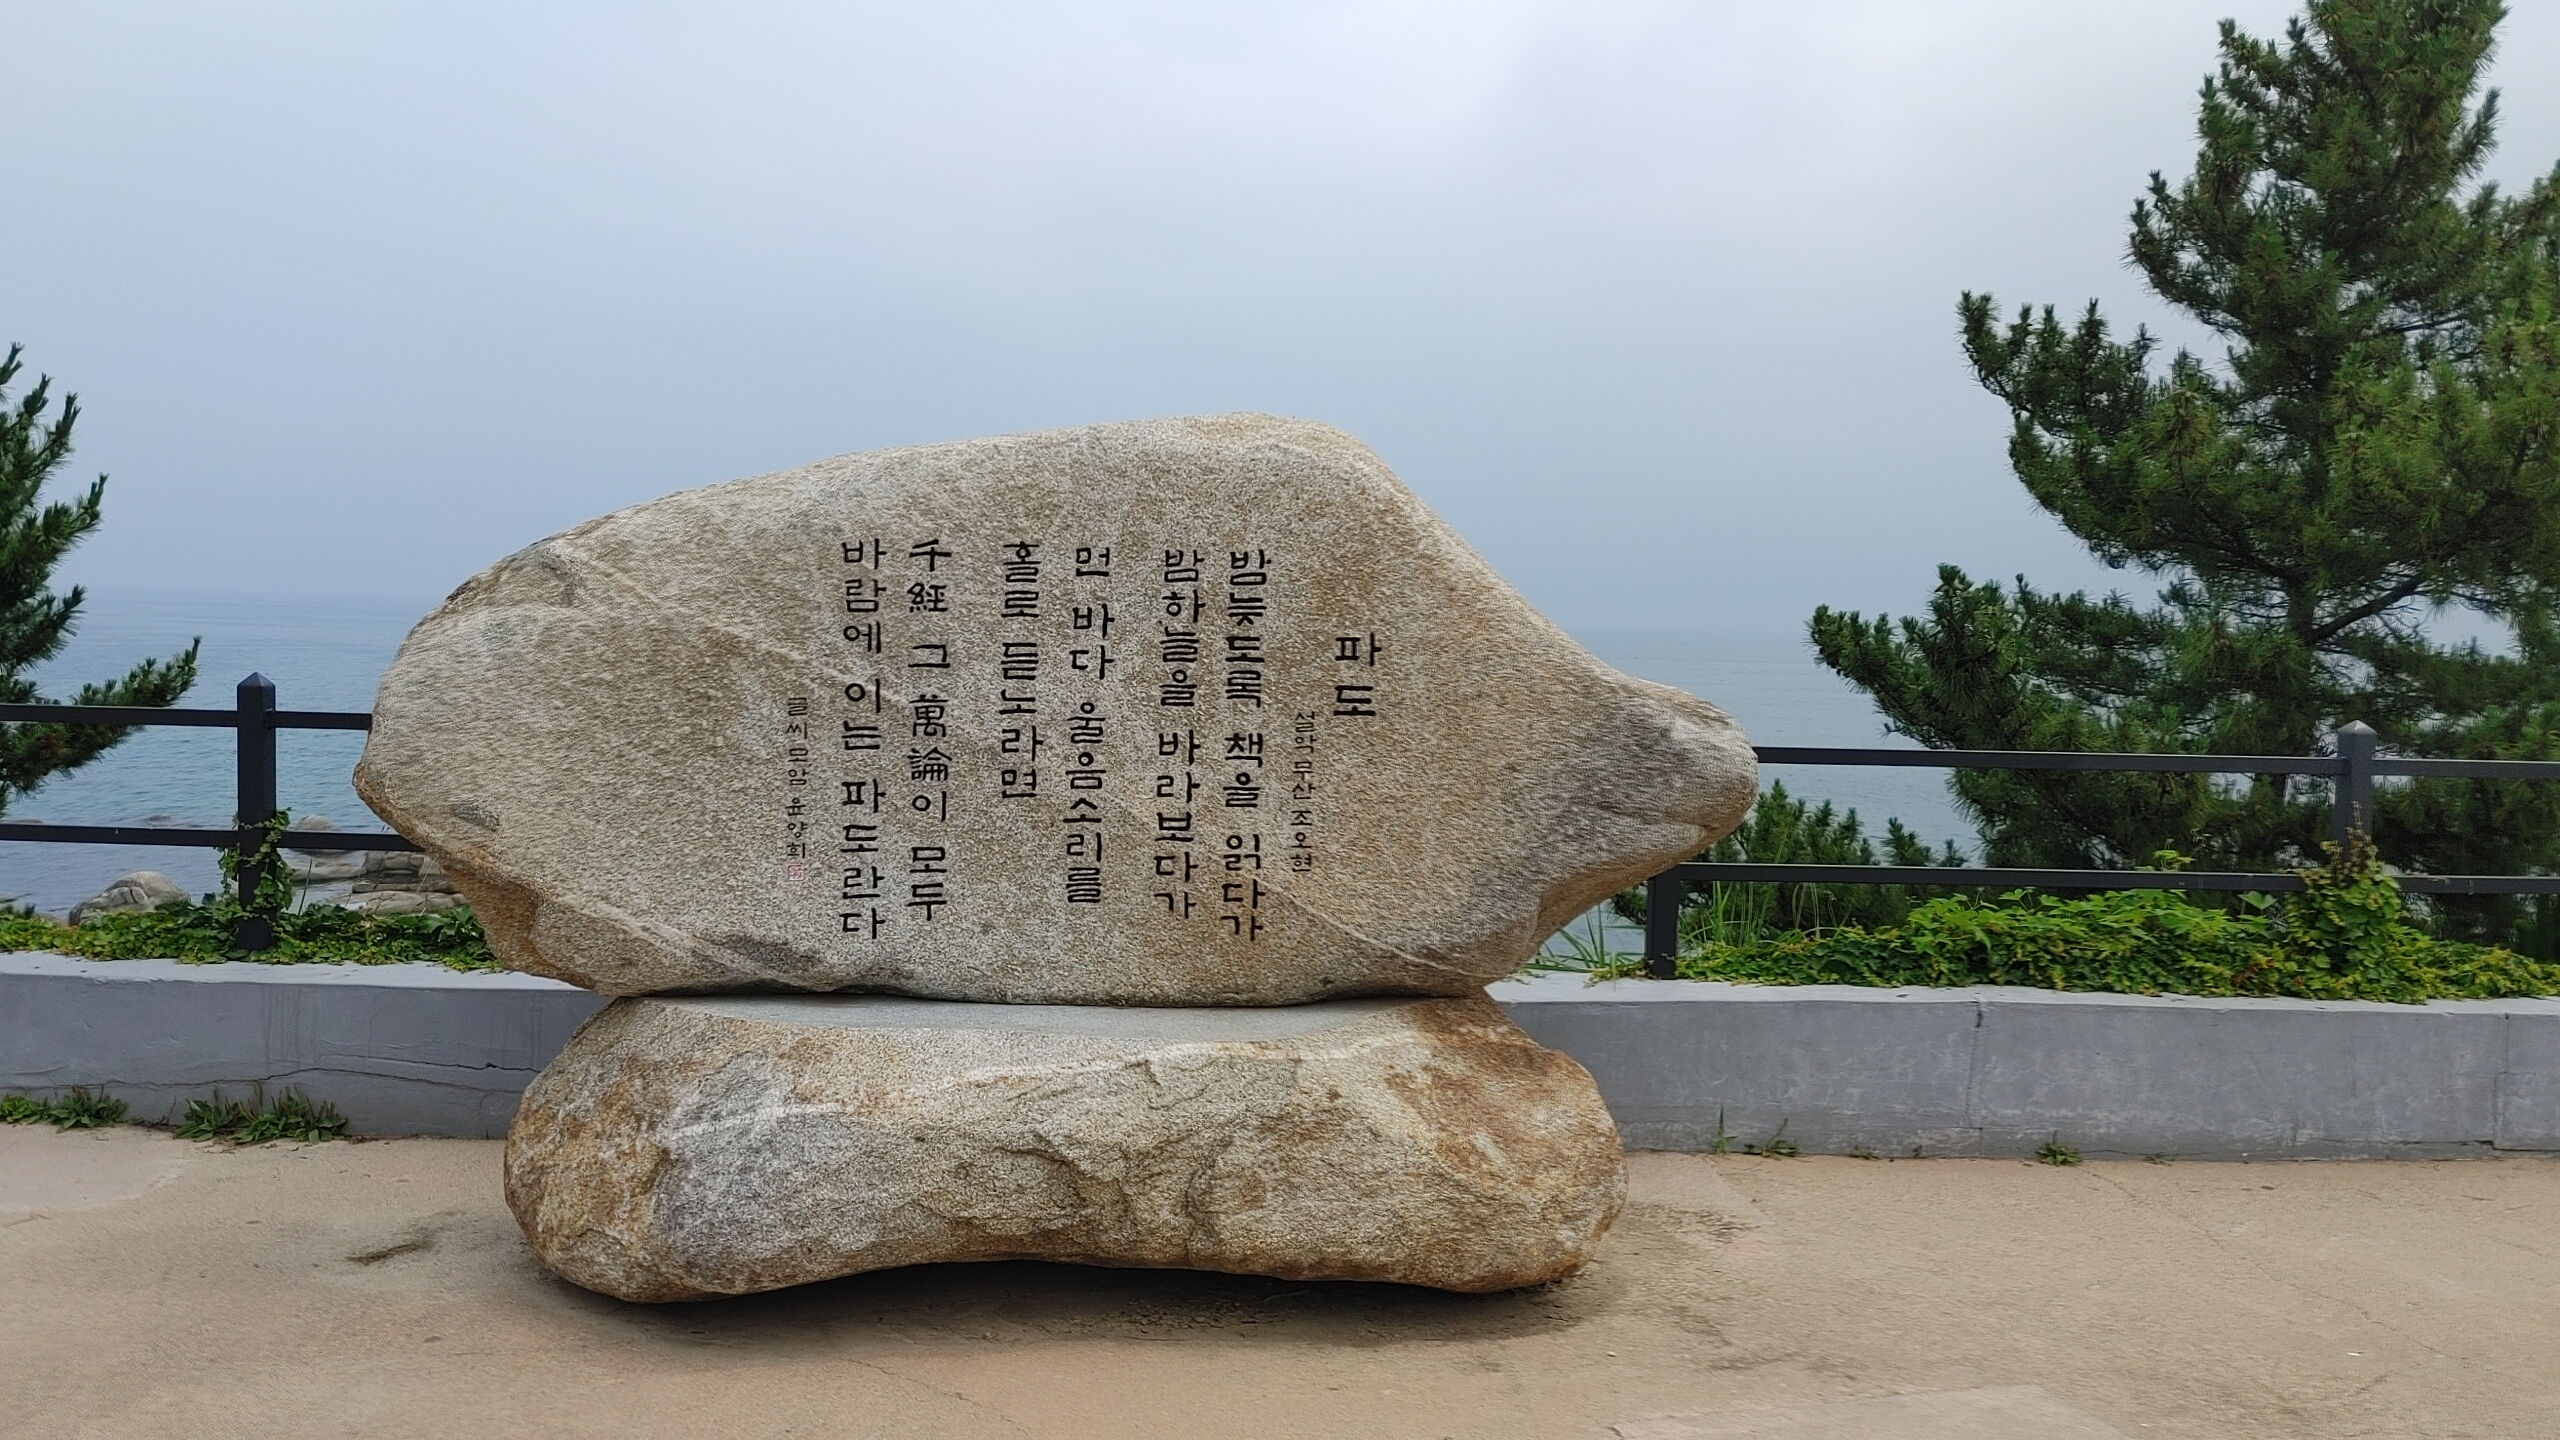 파도
설악 무산 조오현
밤늦도록 책을 읽다가
밤하늘을 바라보다가
먼 바다 울음소리를
홀로 듣노라면
千經 그 萬論이 모두
바람에 이는 파도란다
글씨 모암 윤양희